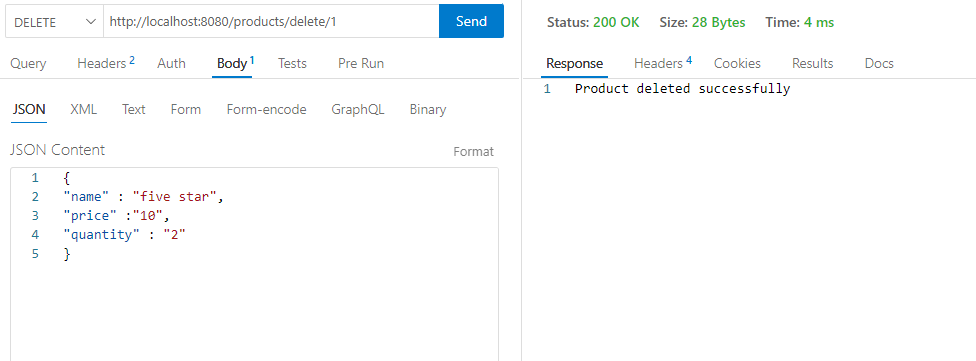 DELETE http://localhost:8080/products/delete/1 Send
Query Headers 2 Auth Body 1 Tests Pre Run
JSON XML Text Form Form-encode GraphQL Binary
JSON Content Format
1 {
2 "name" : "five star",
3 "price" :"10",
4 "quantity" : "2"
5 }
Status: 200 OK Size: 28 Bytes Time: 4 ms
Response Headers 4 Cookies Results Docs
1 Product deleted successfully